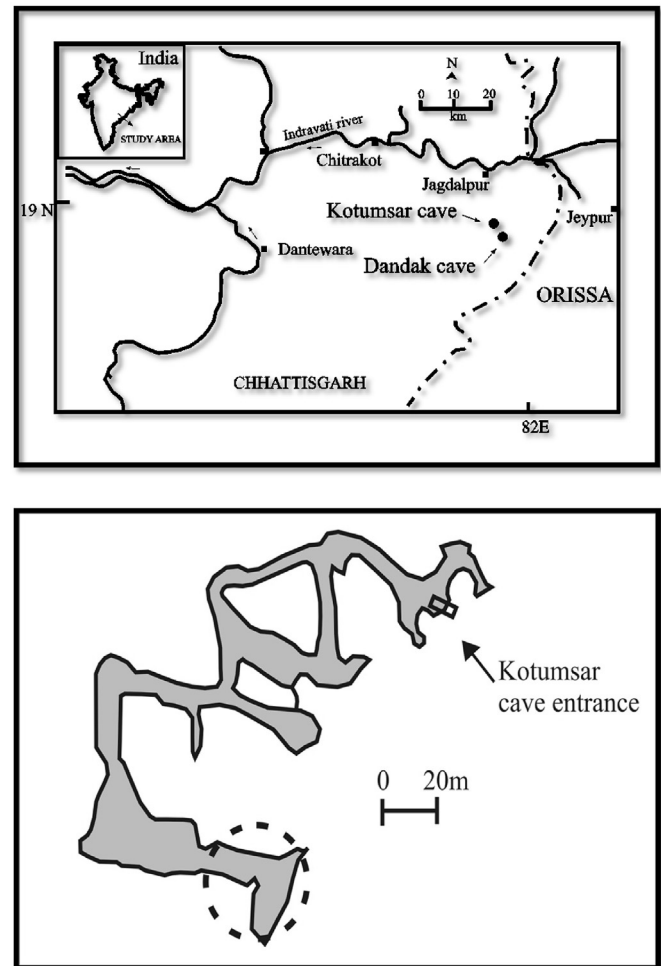 India
STUDY AREA
N
0 10 20
km
Indravati river
Chitrakot
Jagdalpur
19 N
Kotumsar cave
Jeypur
Dantewara
Dandak cave
ORISSA
CHHATTISGARH
82E
Kotumsar
cave entrance
0 20m